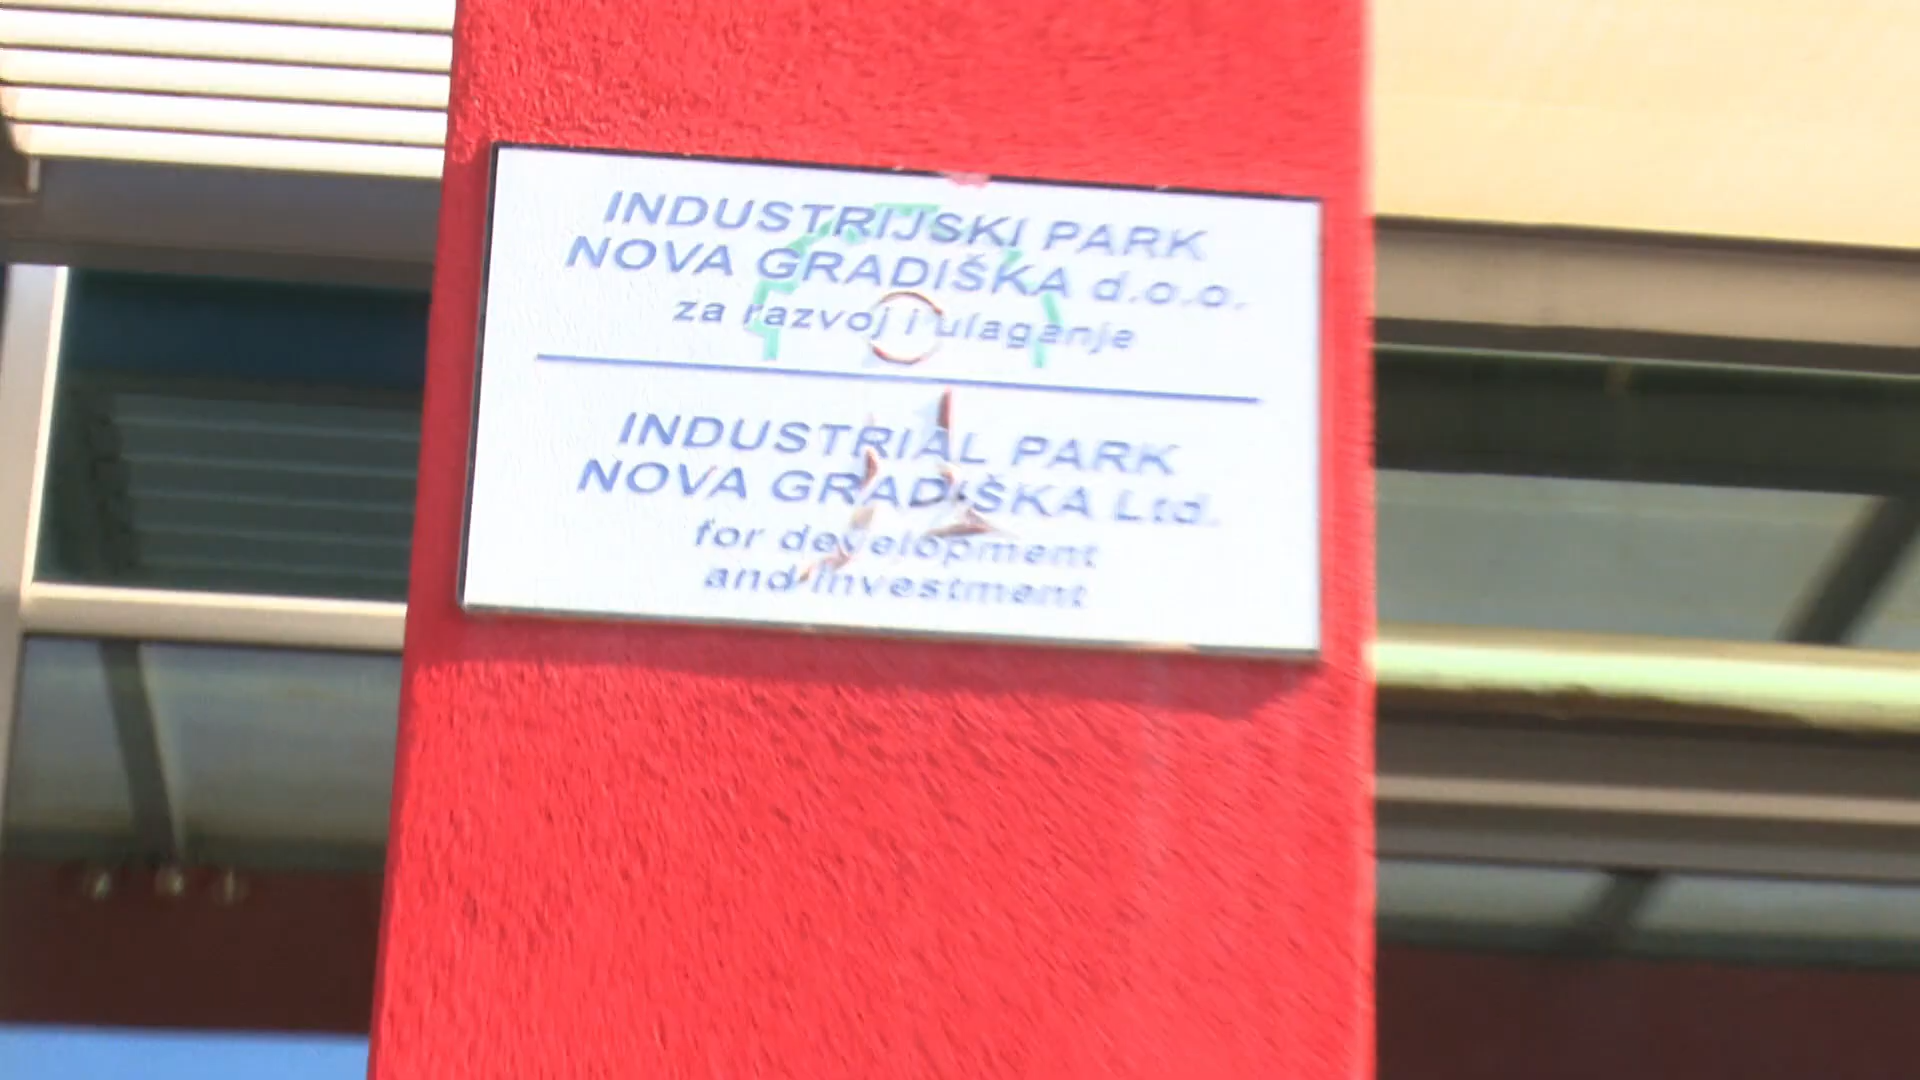 INDUSTRIJSKI PARK
NOVA GRADIŠKA d.o.o.
za razvoj i ulaganje
INDUSTRIAL PARK
NOVA GRADIŠKA Ltd.
for development
and investment